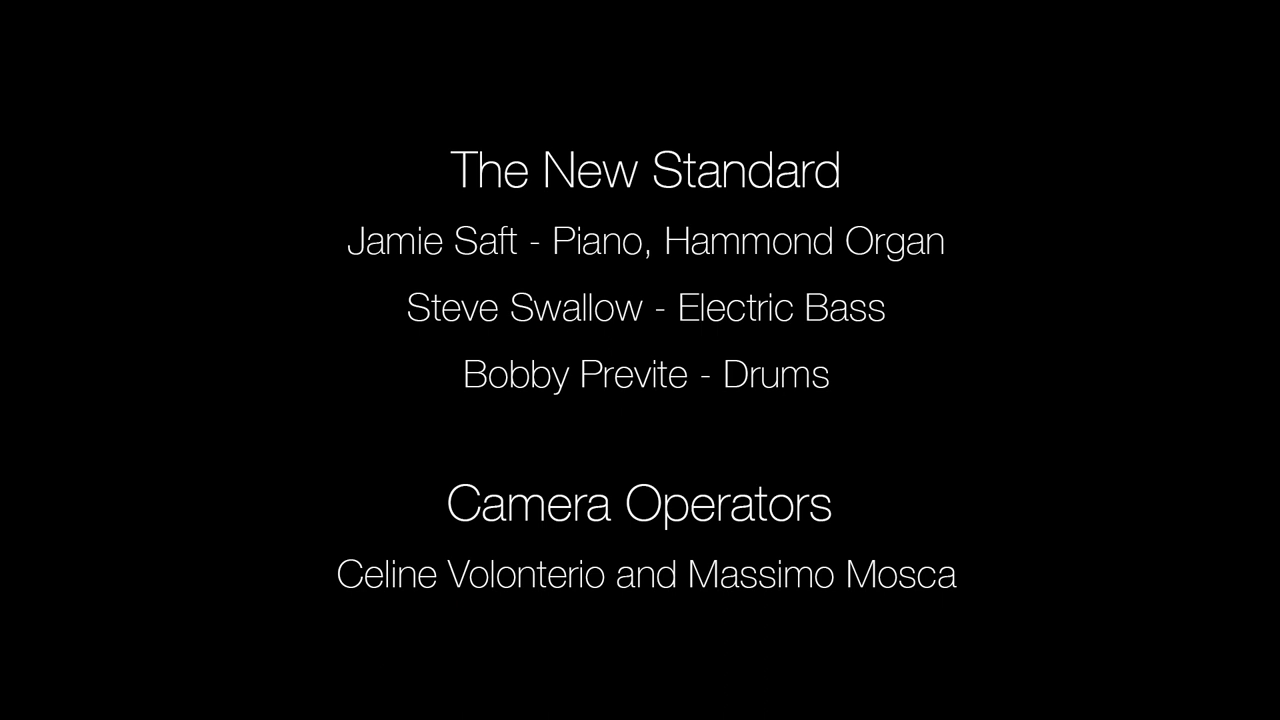 The New Standard
Jamie Saft - Piano, Hammond Organ
Steve Swallow - Electric Bass
Bobby Previte - Drums
Camera Operators
Celine Volonterio and Massimo Mosca